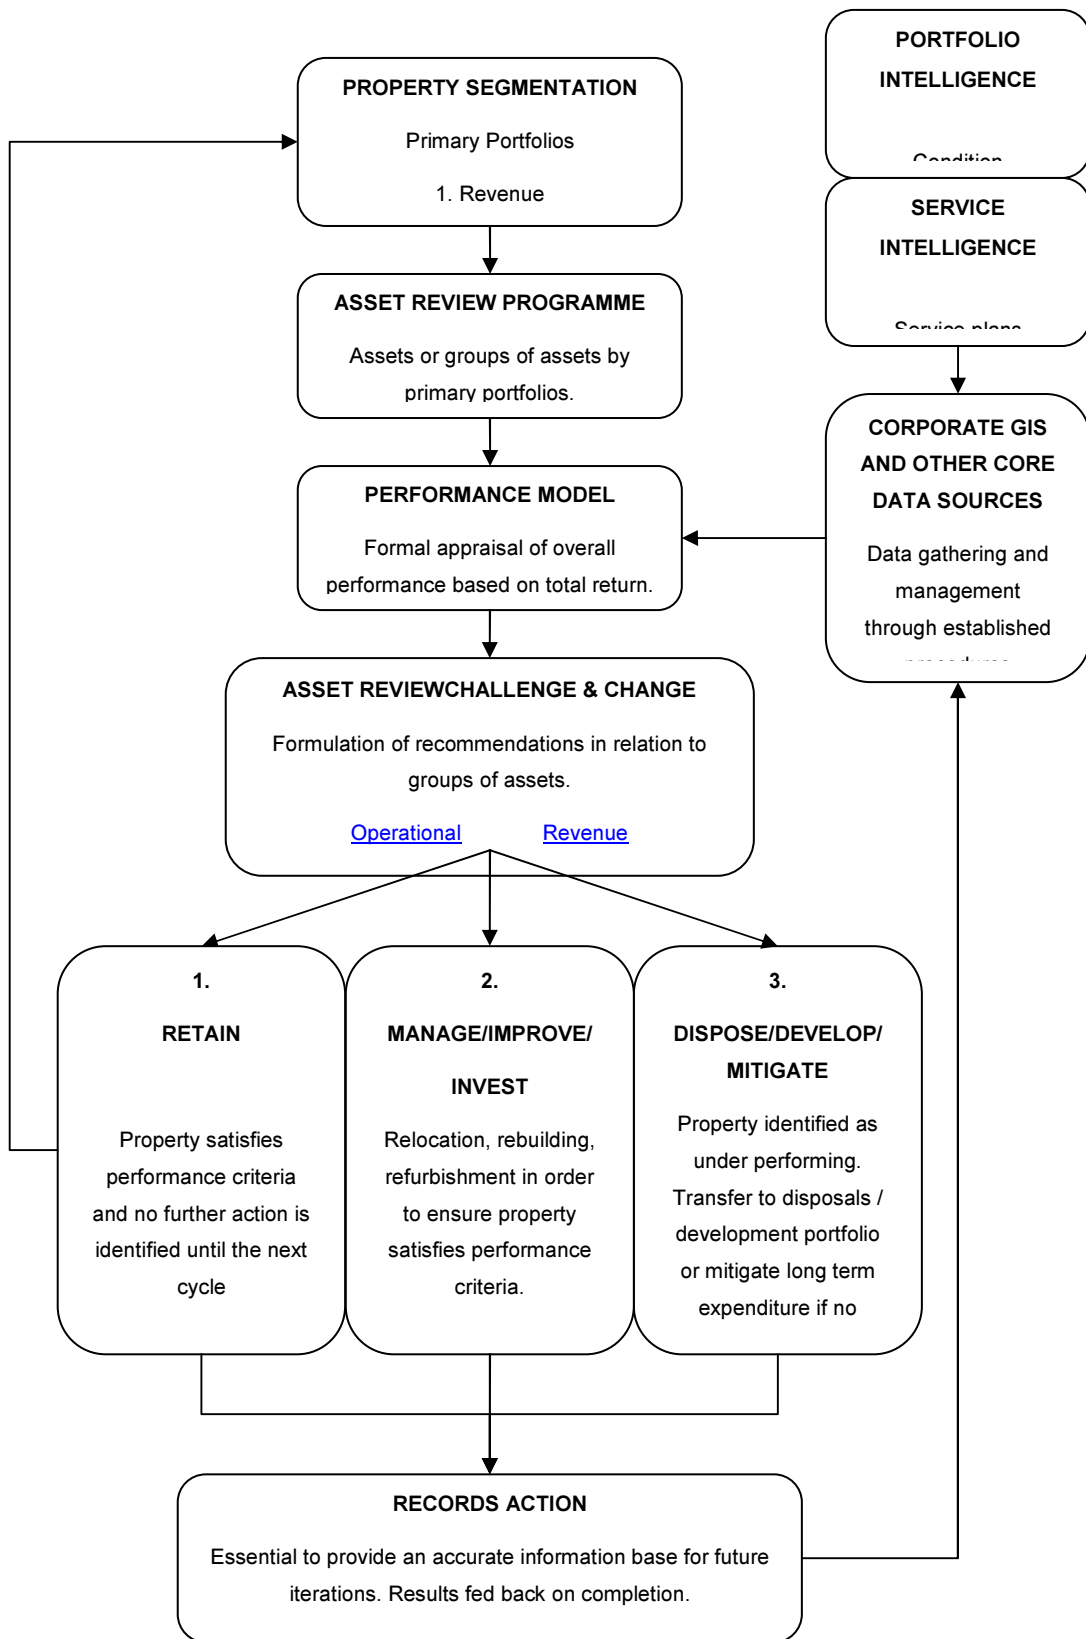 PROPERTY SEGMENTATION
Primary Portfolios
1. Revenue
PORTFOLIO
INTELLIGENCE
Condition
SERVICE
INTELLIGENCE
Service plans
ASSET REVIEW PROGRAMME
Assets or groups of assets by
primary portfolios.
CORPORATE GIS
AND OTHER CORE
DATA SOURCES
Data gathering and
management
through established
procedures
PERFORMANCE MODEL
Formal appraisal of overall
performance based on total return.
ASSET REVIEWCHALLENGE & CHANGE
Formulation of recommendations in relation to
groups of assets.
Operational Revenue
1.
RETAIN
Property satisfies
performance criteria
and no further action is
identified until the next
cycle
2.
MANAGE/IMPROVE/
INVEST
Relocation, rebuilding,
refurbishment in order
to ensure property
satisfies performance
criteria.
3.
DISPOSE/DEVELOP/
MITIGATE
Property identified as
under performing.
Transfer to disposals /
development portfolio
or mitigate long term
expenditure if no
RECORDS ACTION
Essential to provide an accurate information base for future
iterations. Results fed back on completion.